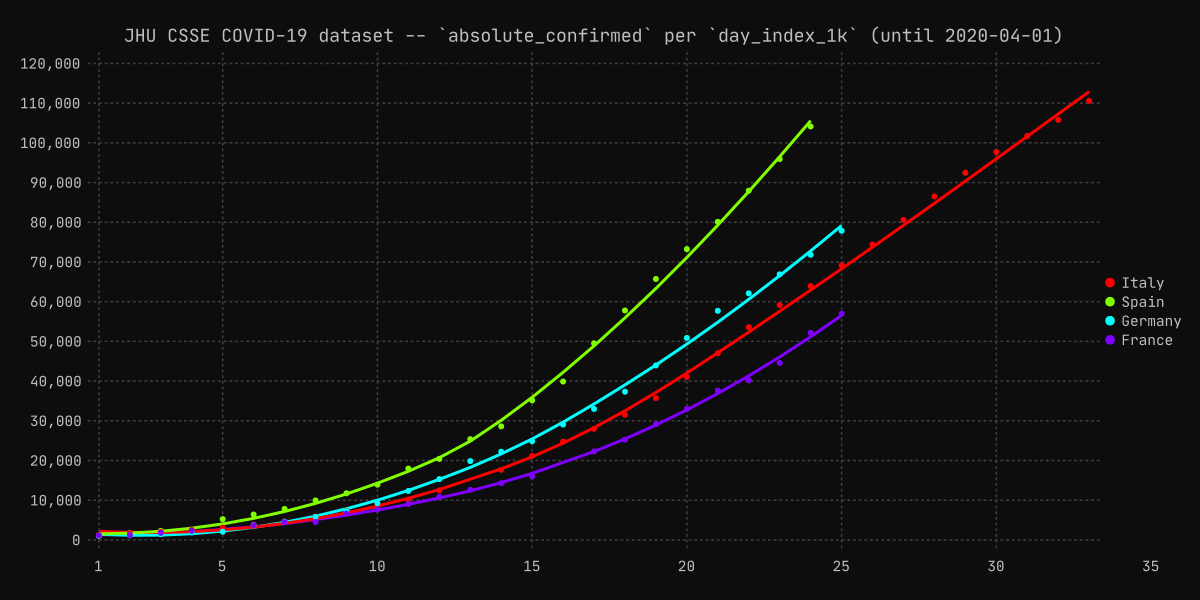 JHU CSSE COVID-19 dataset -- `absolute_confirmed` per `day_index_1k` (until 2020-04-01)
120,000
110,000
100,000
90,000
80,000
70,000
60,000
50,000
40,000
30,000
20,000
10,000
0
1 5 10 15 20 25 30 35
Italy
Spain
Germany
France